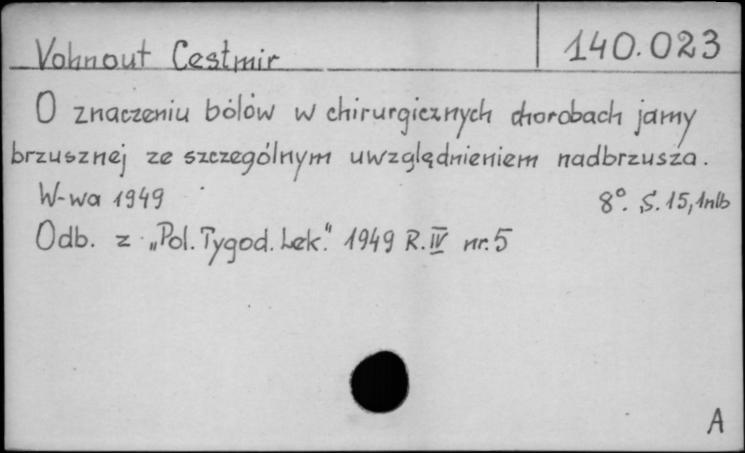 Vohnout Cestmir 140.023
O znaczeniu bólów w chirurgicznych chorobach jamy
brzusznej ze szczególnym uwzględnieniem nadbrzusza.
W-wa 1949 8°. S. 15, 1nlb
Odb. z „Pol. Tygod. Lek." 1949 R. IV nr. 5
A